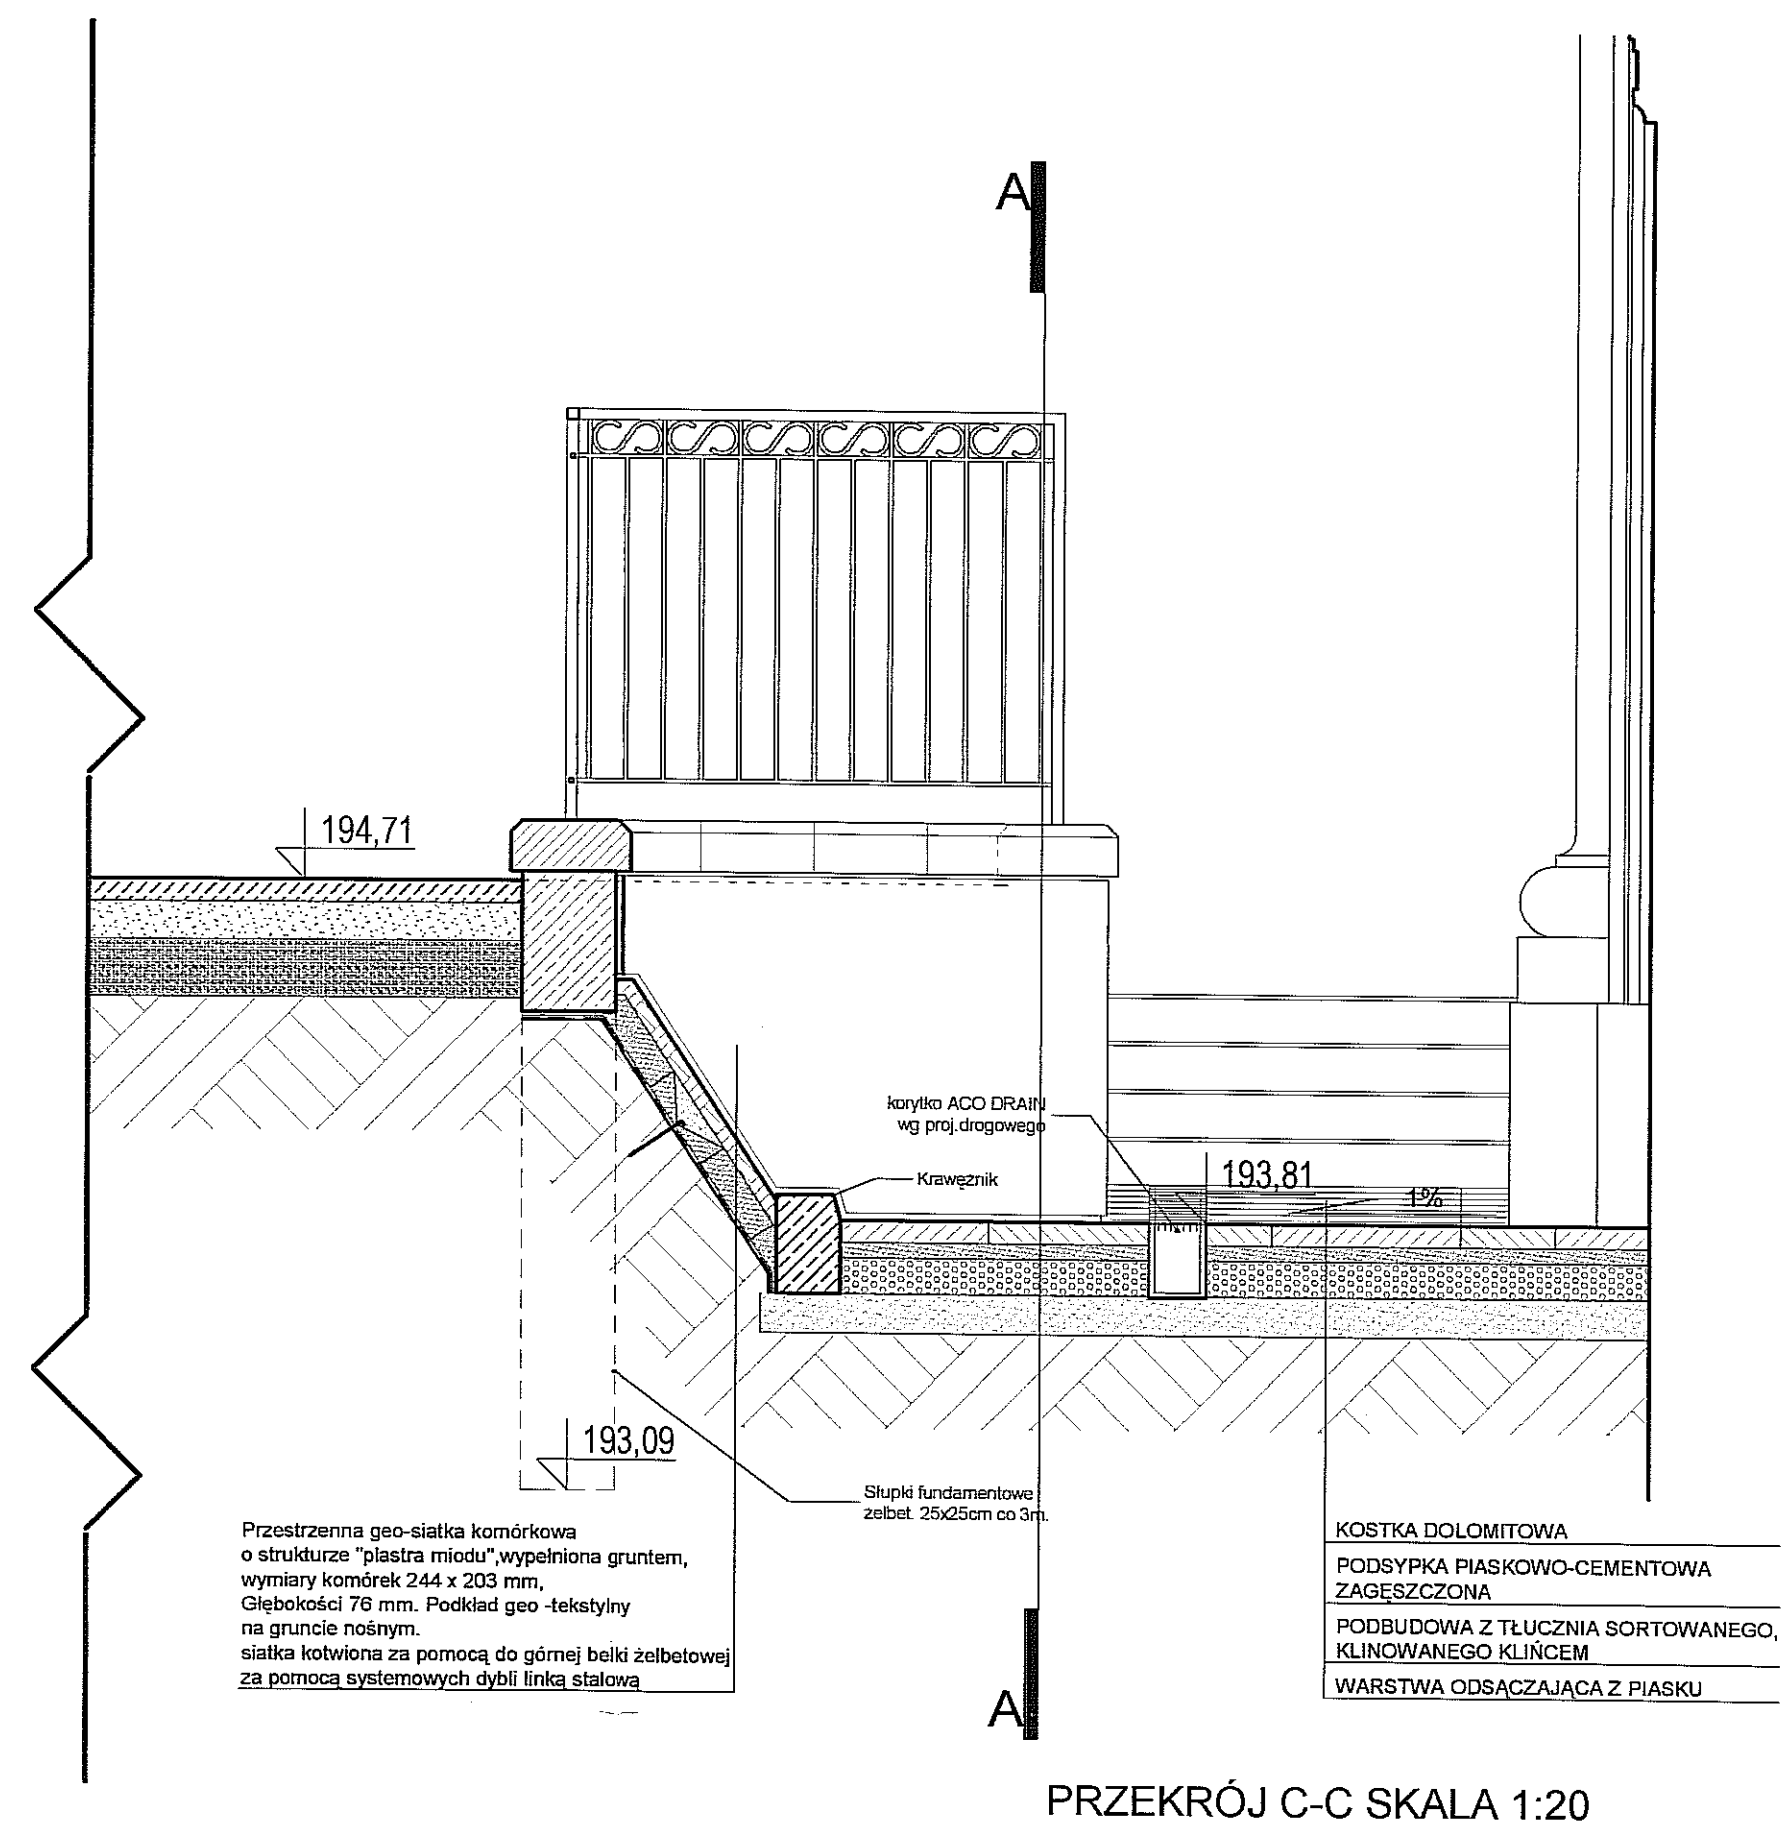 A
194,71
korytko ACO DRAIN
wg proj.drogowego
193,81
Krawężnik
1%
193,09
Słupki fundamentowe
żelbet. 25x25cm co 3m.
Przestrzenna geo-siatka komórkowa
o strukturze "plastra miodu",wypełniona gruntem,
wymiary komórek 244 x 203 mm,
Głębokości 76 mm. Podkład geo -tekstylny
na gruncie nośnym.
siatka kotwiona za pomocą do górnej belki żelbetowej
za pomocą systemowych dybli linką stalową
KOSTKA DOLOMITOWA
PODSYPKA PIASKOWO-CEMENTOWA
ZAGĘSZCZONA
PODBUDOWA Z TŁUCZNIA SORTOWANEGO,
KLINOWANEGO KLIŃCEM
WARSTWA ODSĄCZAJĄCA Z PIASKU
A
PRZEKRÓJ C-C SKALA 1:20